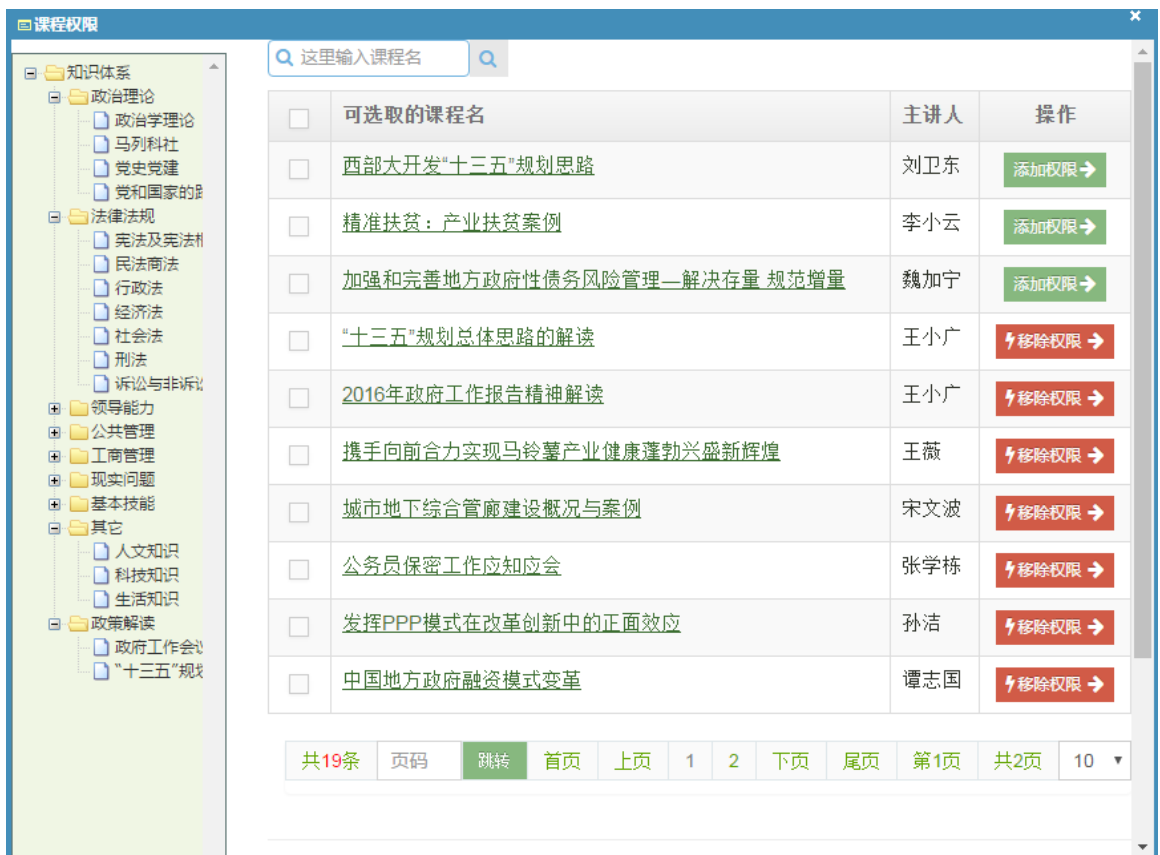 课程权限
×
知识体系
政治理论
政治学理论
马列科社
党史党建
党和国家的
法律法规
宪法及宪法相
民法商法
行政法
经济法
社会法
刑法
诉讼与非诉讼
领导能力
公共管理
工商管理
现实问题
基本技能
其它
人文知识
科技知识
生活知识
政策解读
政府工作会议
“十三五”规划
这里输入课程名
可选取的课程名 主讲人 操作
西部大开发“十三五”规划思路 刘卫东 添加权限
精准扶贫：产业扶贫案例 李小云 添加权限
加强和完善地方政府性债务风险管理—解决存量 规范增量 魏加宁 添加权限
“十三五”规划总体思路的解读 王小广 移除权限
2016年政府工作报告精神解读 王小广 移除权限
携手向前合力实现马铃薯产业健康蓬勃兴盛新辉煌 王薇 移除权限
城市地下综合管廊建设概况与案例 宋文波 移除权限
公务员保密工作应知应会 张学栋 移除权限
发挥PPP模式在改革创新中的正面效应 孙洁 移除权限
中国地方政府融资模式变革 谭志国 移除权限
共19条 页码 跳转 首页 上页 1 2 下页 尾页 第1页 共2页 10